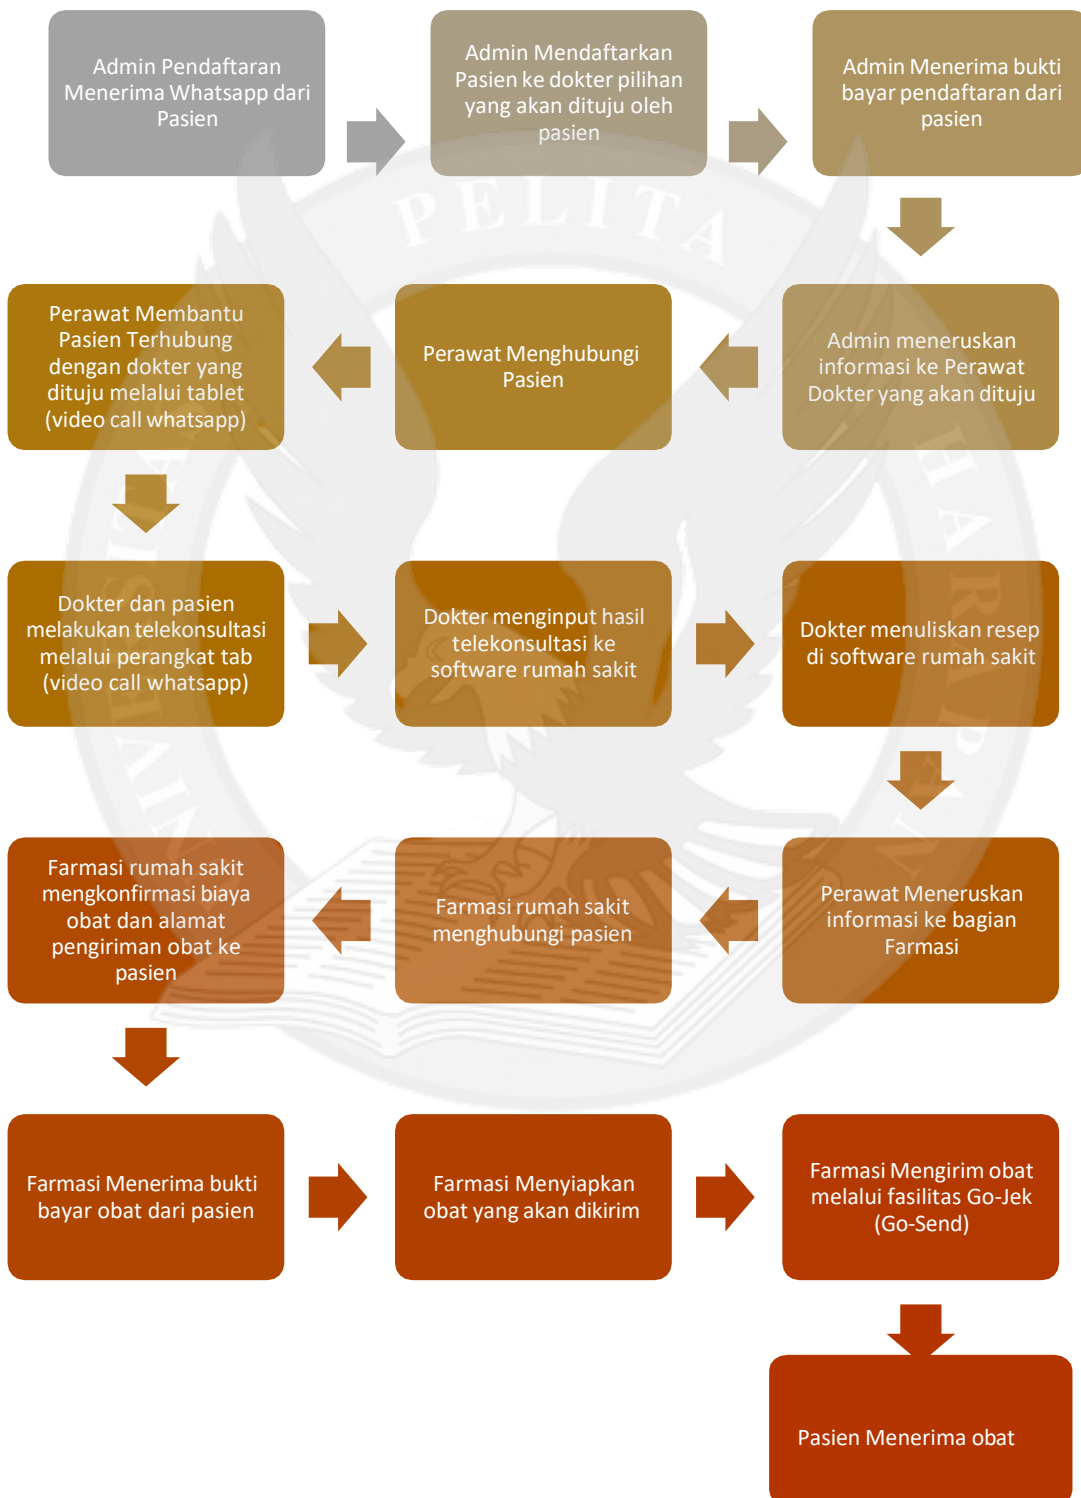 Admin Pendaftaran
Menerima Whatsapp dari
Pasien
Admin Mendaftarkan
Pasien ke dokter pilihan
yang akan dituju oleh
pasien
Admin Menerima bukti
bayar pendaftaran dari
pasien
Admin meneruskan
informasi ke Perawat
Dokter yang akan dituju
Perawat Menghubungi
Pasien
Perawat Membantu
Pasien Terhubung
dengan dokter yang
dituju melalui tablet
(video call whatsapp)
Dokter dan pasien
melakukan telekonsultasi
melalui perangkat tab
(video call whatsapp)
Dokter menginput hasil
telekonsultasi ke
software rumah sakit
Dokter menuliskan resep
di software rumah sakit
Perawat Meneruskan
informasi ke bagian
Farmasi
Farmasi rumah sakit
menghubungi pasien
Farmasi rumah sakit
mengkonfirmasi biaya
obat dan alamat
pengiriman obat ke
pasien
Farmasi Menerima bukti
bayar obat dari pasien
Farmasi Menyiapkan
obat yang akan dikirim
Farmasi Mengirim obat
melalui fasilitas Go-Jek
(Go-Send)
Pasien Menerima obat
UNIVERSITAS PELITA HARAPAN